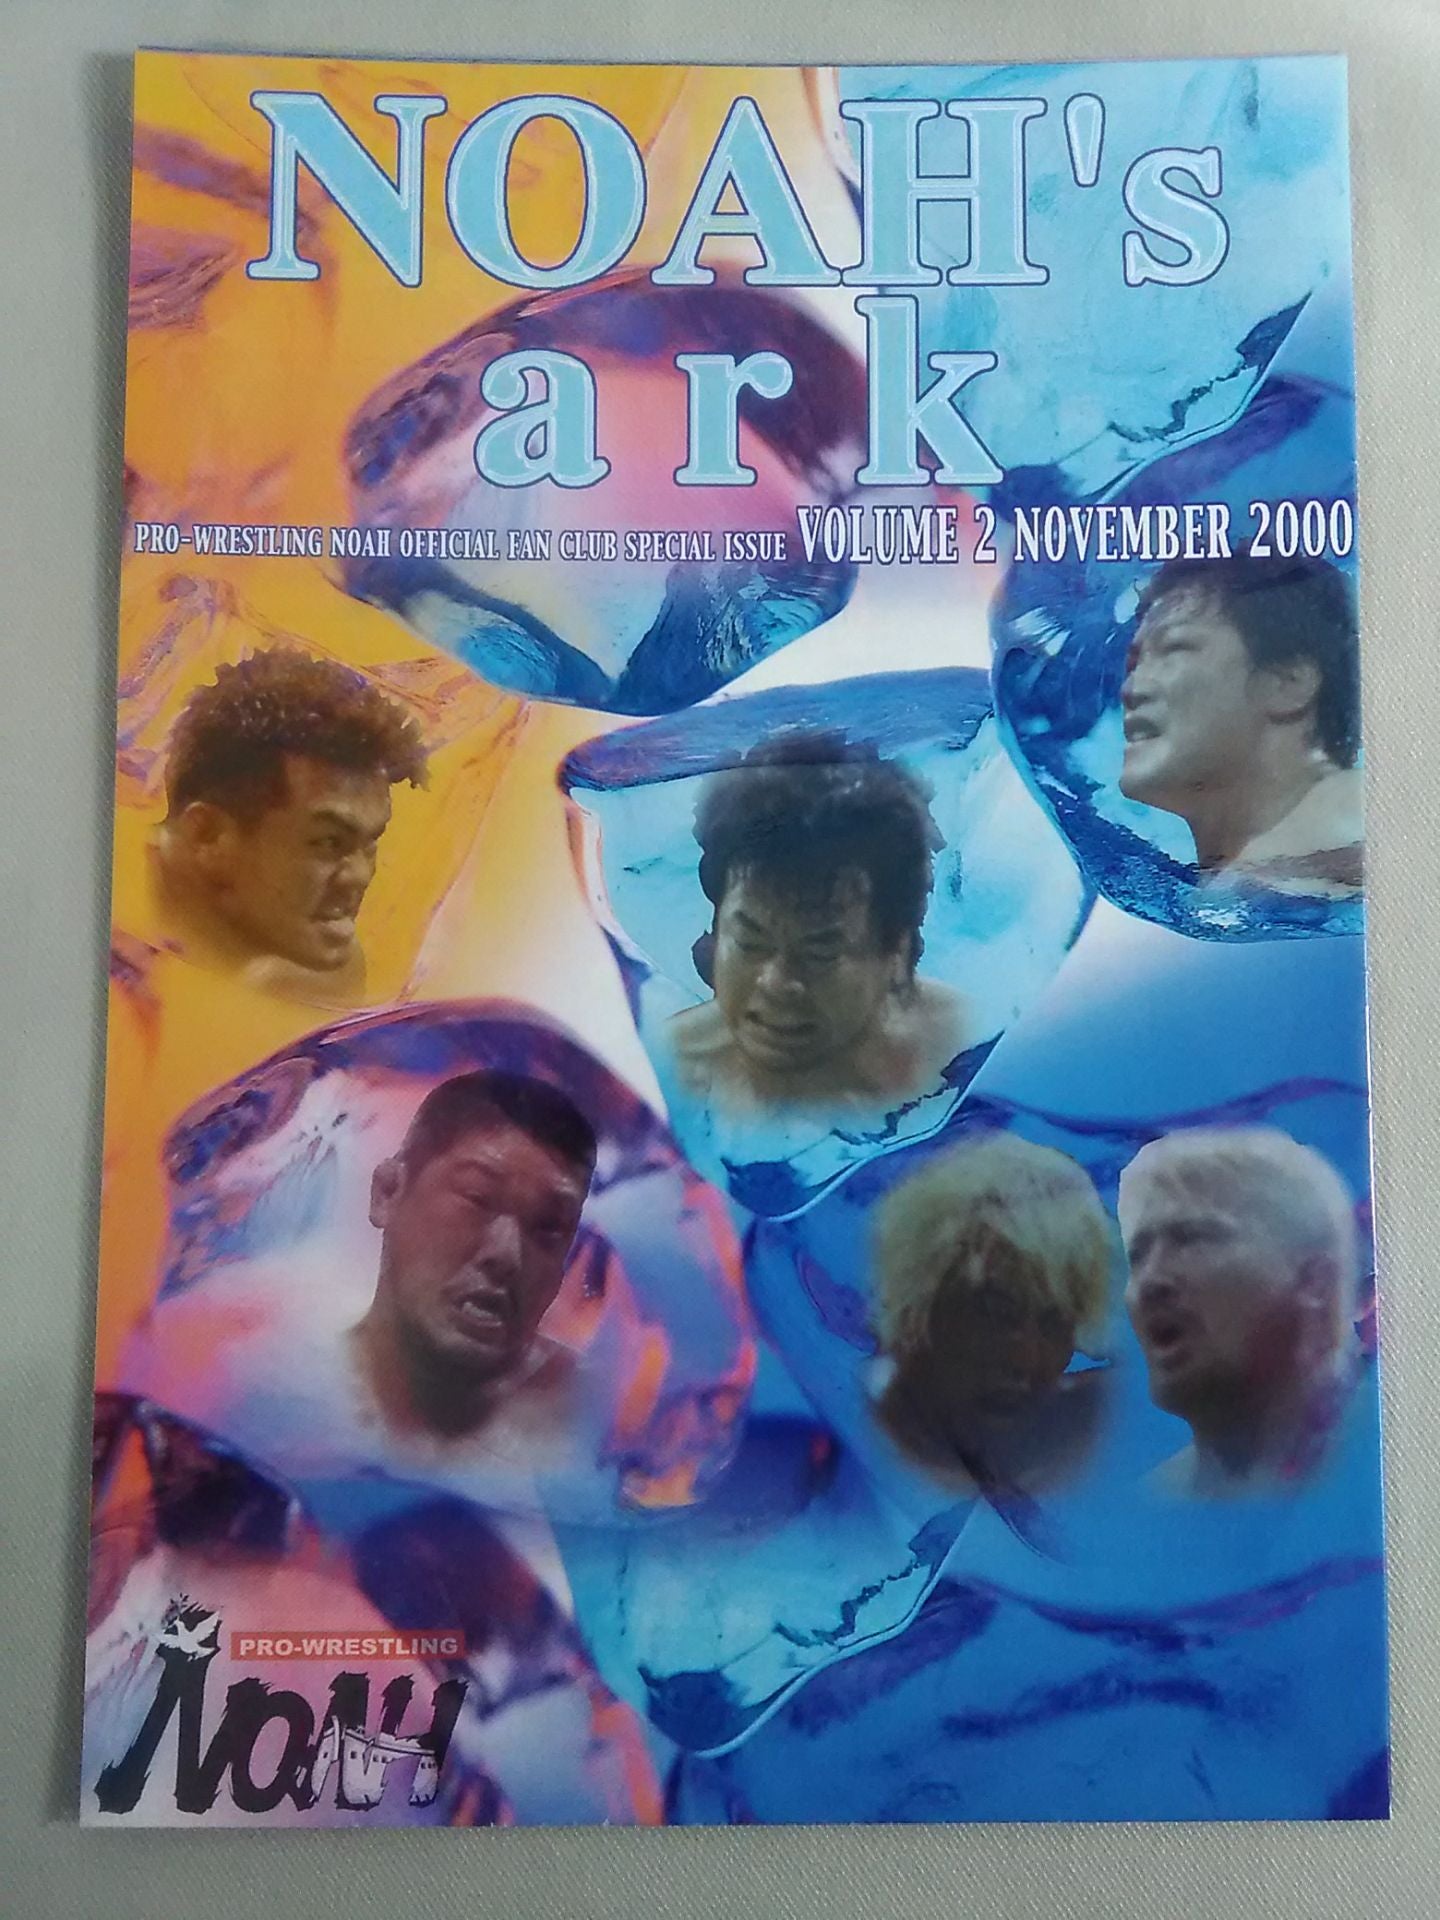 NOAH's
ark
PRO-WRESTLING NOAH OFFICIAL FAN CLUB SPECIAL ISSUE VOLUME 2 NOVEMBER 2000
PRO-WRESTLING
NOAH